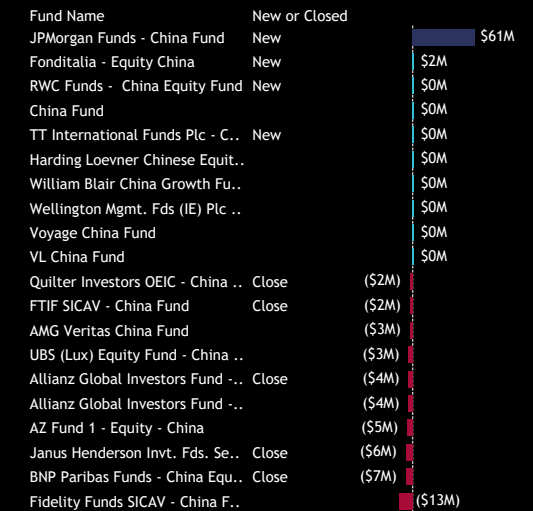 Fund Name New or Closed
JPMorgan Funds - China Fund New $61M
Fonditalia - Equity China New $2M
RWC Funds - China Equity Fund New $0M
China Fund $0M
TT International Funds Plc - C.. New $0M
Harding Loevner Chinese Equit.. $0M
William Blair China Growth Fu.. $0M
Wellington Mgmt. Fds (IE) Plc .. $0M
Voyage China Fund $0M
VL China Fund $0M
Quilter Investors OEIC - China .. Close ($2M)
FTIF SICAV - China Fund Close ($2M)
AMG Veritas China Fund ($3M)
UBS (Lux) Equity Fund - China .. ($3M)
Allianz Global Investors Fund -.. Close ($4M)
Allianz Global Investors Fund -.. ($4M)
AZ Fund 1 - Equity - China ($5M)
Janus Henderson Invt. Fds. Se.. Close ($6M)
BNP Paribas Funds - China Equ.. Close ($7M)
Fidelity Funds SICAV - China F.. ($13M)